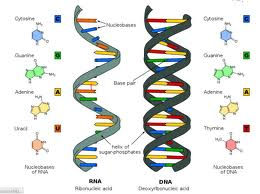 Cytosine
C
Nucleobases
Guanine
G
Base pair
Adenine
A
Uracil
U
helix of
sugar-phosphates
Nucleobases
of RNA
RNA
Ribonucleic acid
DNA
Deoxyribonucleic acid
Cytosine
C
Guanine
G
Adenine
A
Thymine
T
Nucleobases
of DNA